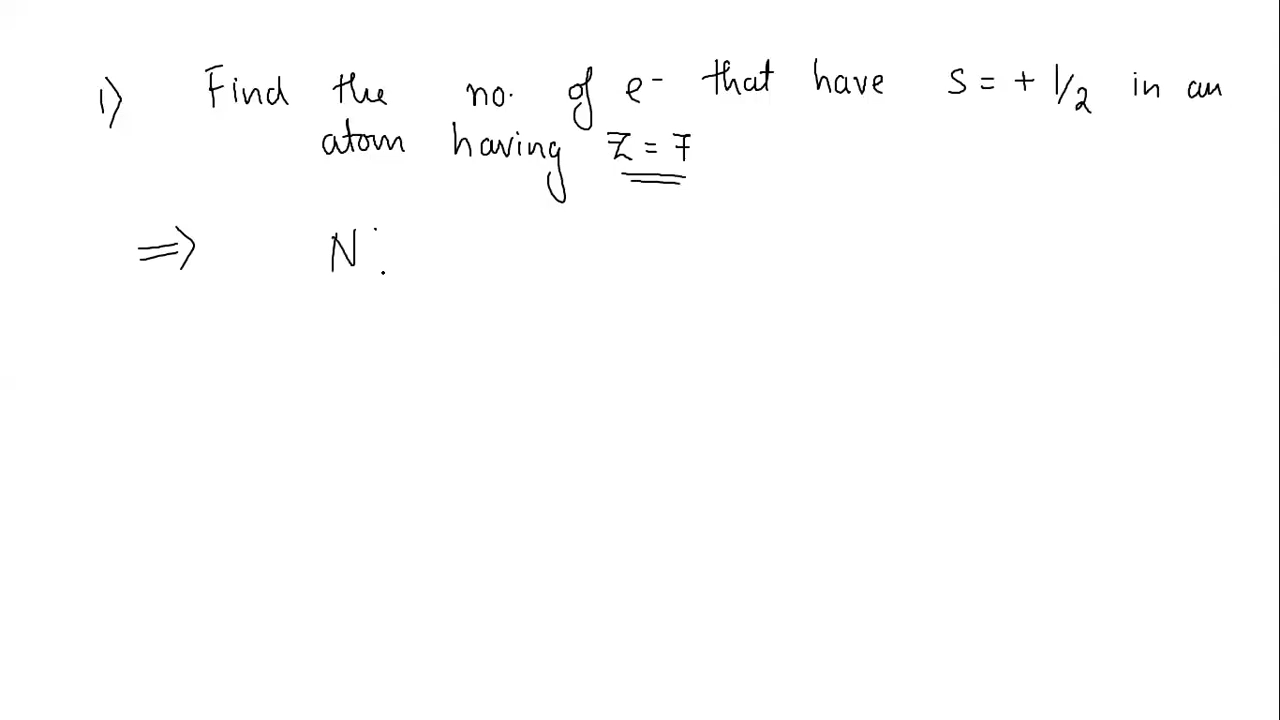 1) Find the no. of e⁻ that have S = + 1/2 in an
atom having Z = 7
⇒ N :